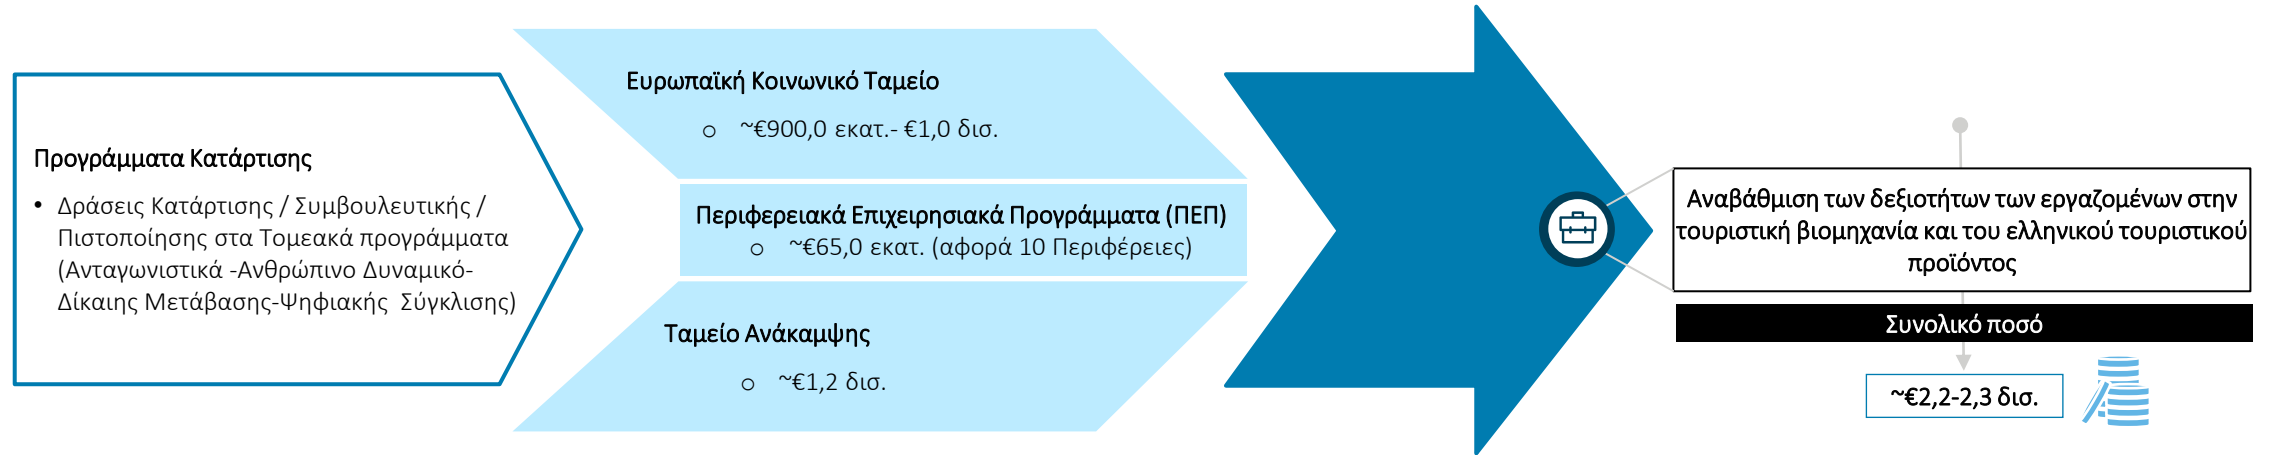 Προγράμματα Κατάρτισης
• Δράσεις Κατάρτισης / Συμβουλευτικής /
Πιστοποίησης στα Τομεακά προγράμματα
(Ανταγωνιστικά -Ανθρώπινο Δυναμικό-
Δίκαιης Μετάβασης-Ψηφιακής Σύγκλισης)
Ευρωπαϊκή Κοινωνικό Ταμείο
o ~€900,0 εκατ.- €1,0 δισ.
Περιφερειακά Επιχειρησιακά Προγράμματα (ΠΕΠ)
o ~€65,0 εκατ. (αφορά 10 Περιφέρειες)
Ταμείο Ανάκαμψης
o ~€1,2 δισ.
Αναβάθμιση των δεξιοτήτων των εργαζομένων στην
τουριστική βιομηχανία και του ελληνικού τουριστικού
προϊόντος
Συνολικό ποσό
~€2,2-2,3 δισ.